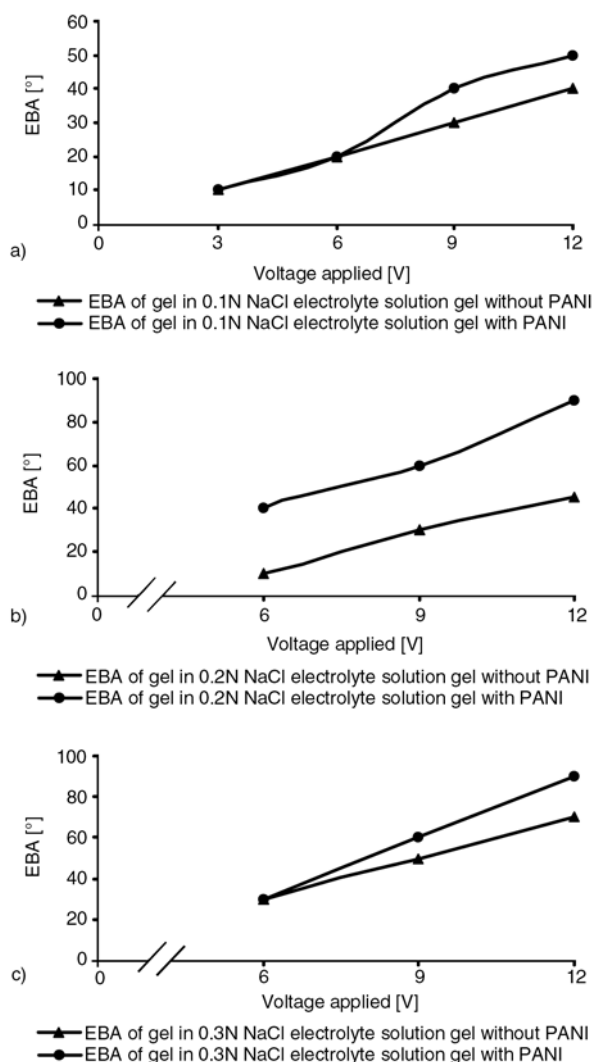 60
50
40
30
20
10
0
EBA [°]
0 3 6 9 12
a)
Voltage applied [V]
EBA of gel in 0.1N NaCl electrolyte solution gel without PANI
EBA of gel in 0.1N NaCl electrolyte solution gel with PANI
100
80
60
40
20
0
EBA [°]
0 6 9 12
b)
Voltage applied [V]
EBA of gel in 0.2N NaCl electrolyte solution gel without PANI
EBA of gel in 0.2N NaCl electrolyte solution gel with PANI
100
80
60
40
20
0
EBA [°]
0 6 9 12
c)
Voltage applied [V]
EBA of gel in 0.3N NaCl electrolyte solution gel without PANI
EBA of gel in 0.3N NaCl electrolyte solution gel with PANI